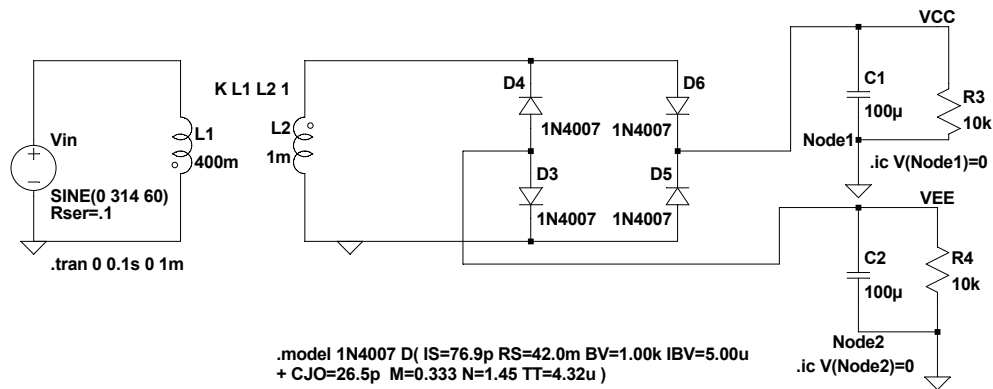 VCC
D4
D6
C1
K L1 L2 1
R3
100µ
L1
L2
1N4007
1N4007
10k
Vin
Node1
400m
1m
.ic V(Node1)=0
D3
D5
SINE(0 314 60)
Rser=.1
1N4007
1N4007
VEE
.tran 0 0.1s 0 1m
C2
R4
100µ
10k
Node2
.model 1N4007 D( IS=76.9p RS=42.0m BV=1.00k IBV=5.00u
+ CJO=26.5p M=0.333 N=1.45 TT=4.32u )
.ic V(Node2)=0